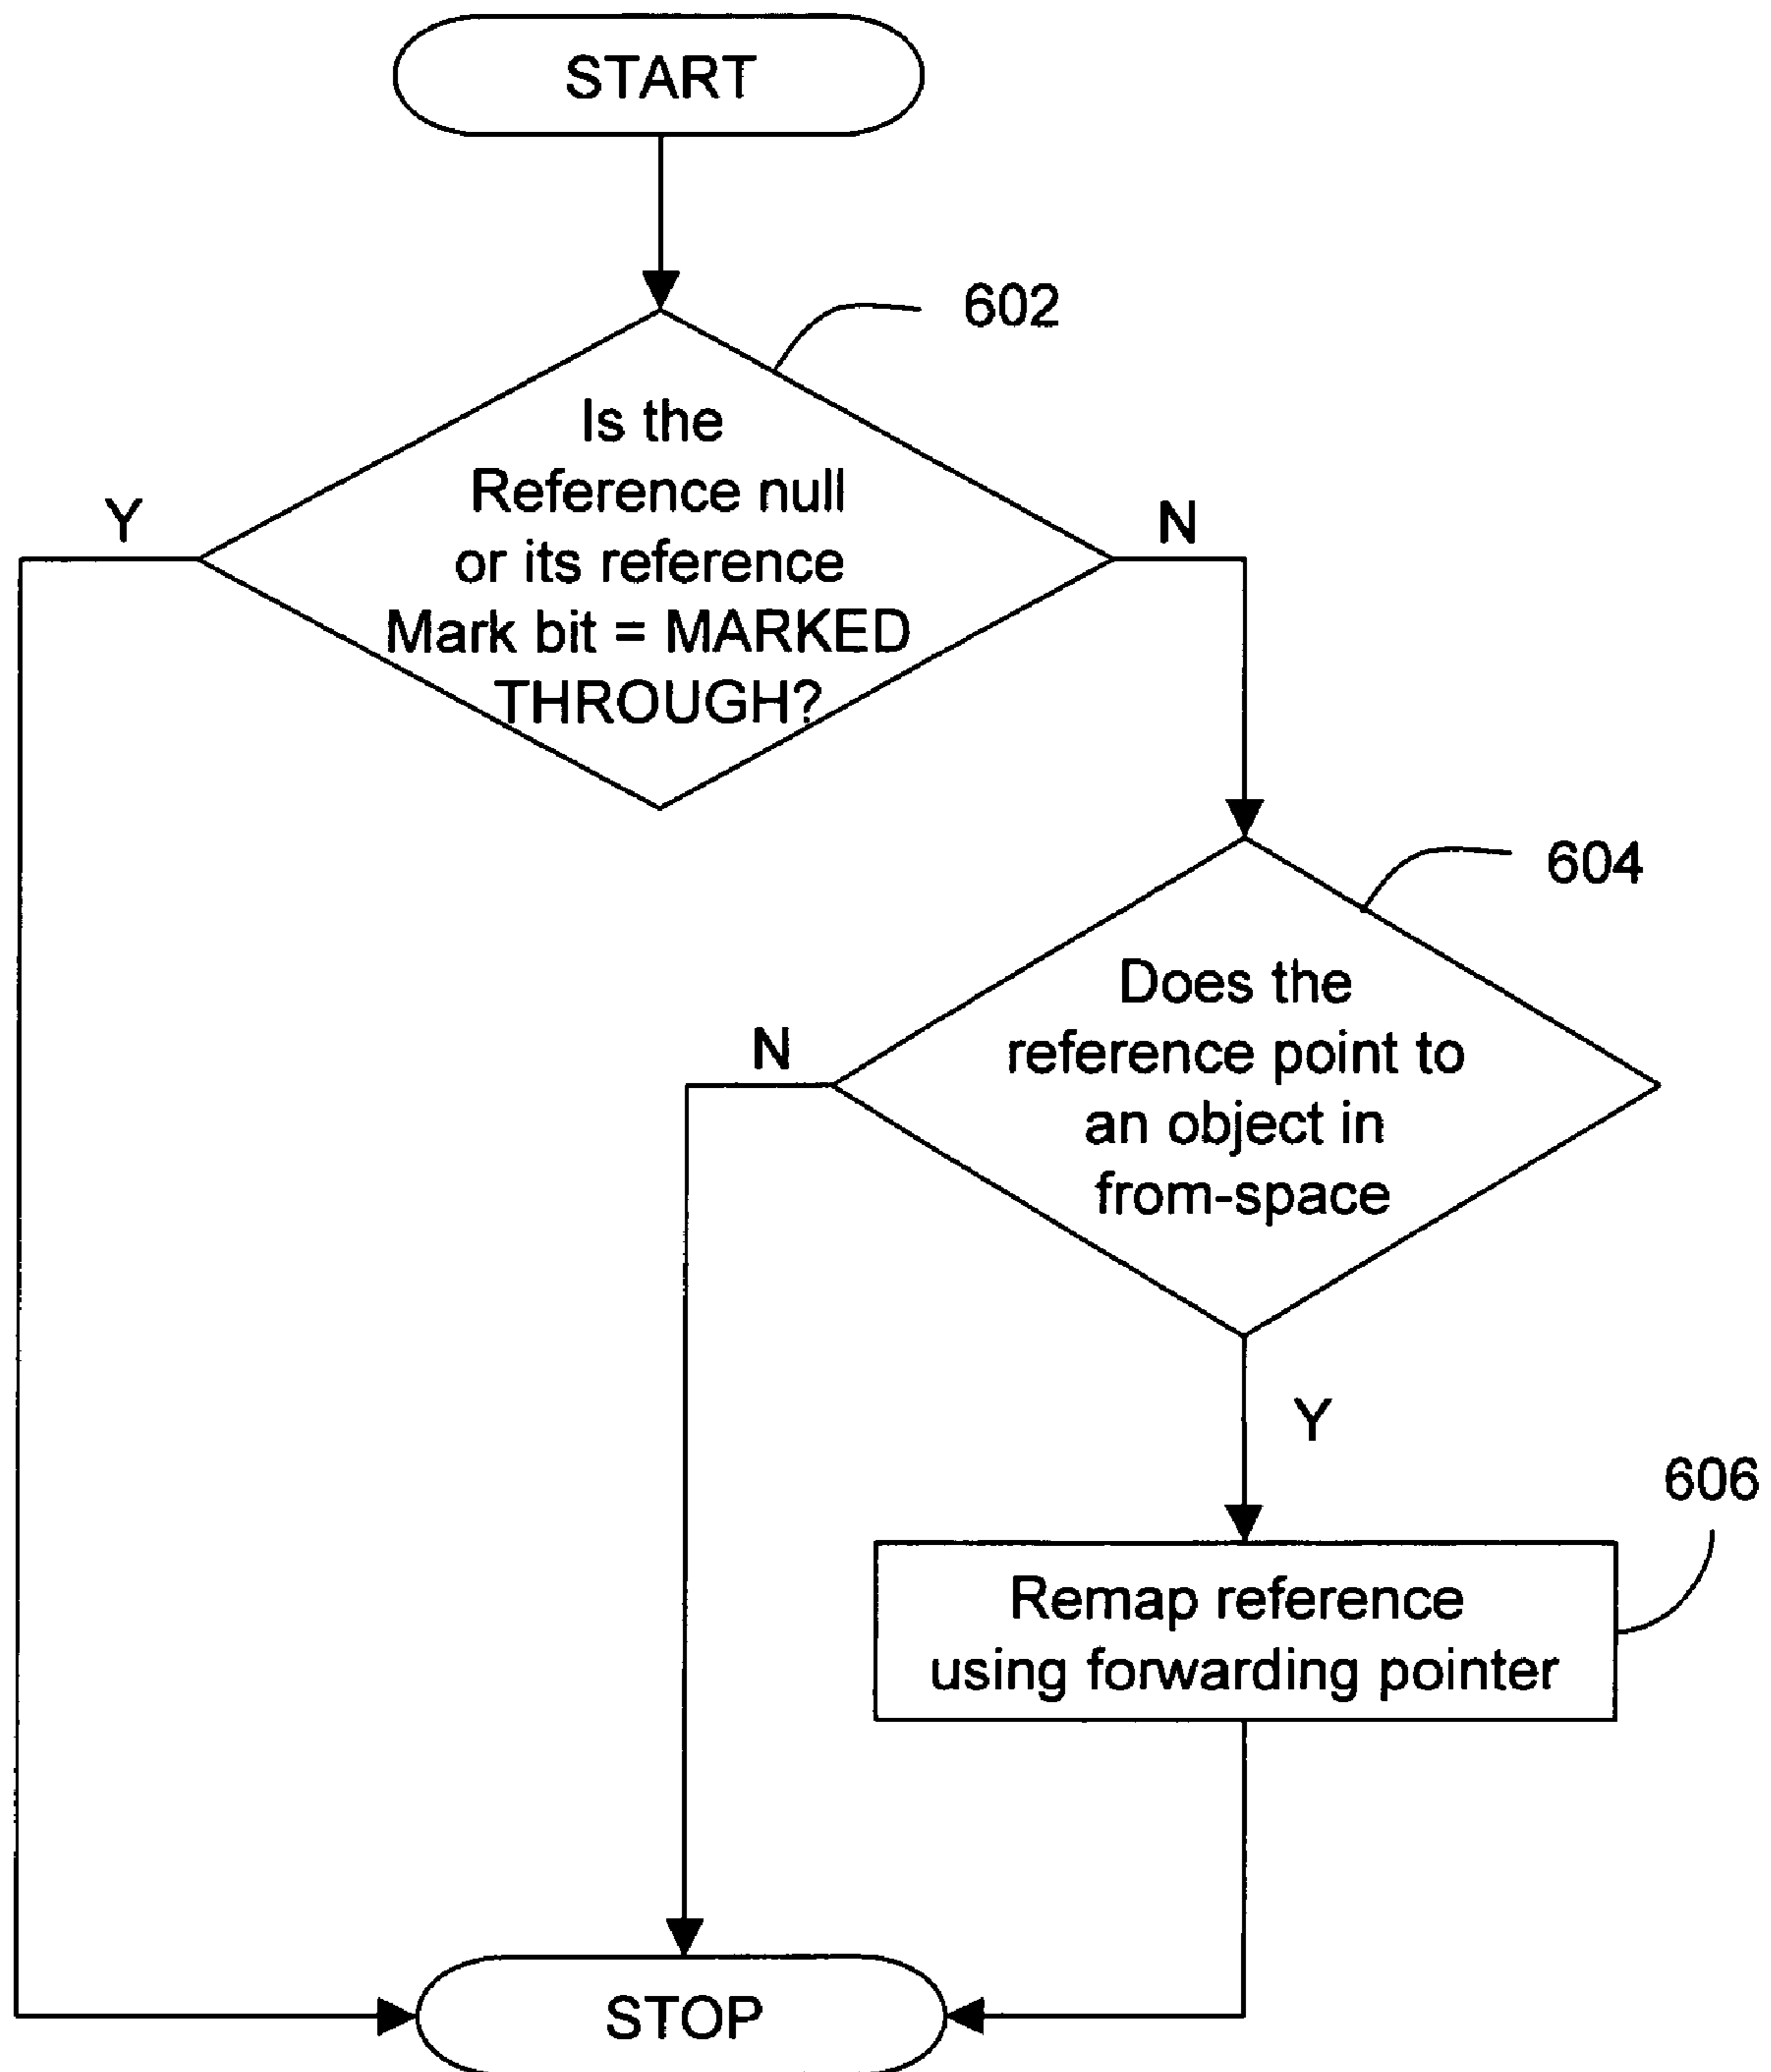 START
602
Is the
Reference null
or its reference
Mark bit = MARKED
THROUGH?
Y
N
604
Does the
reference point to
an object in
from-space
N
Y
606
Remap reference
using forwarding pointer
STOP